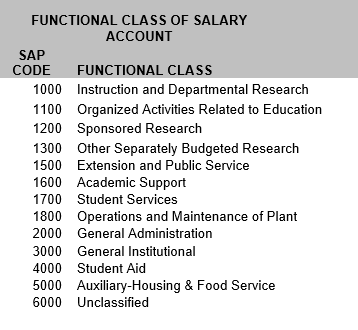 FUNCTIONAL CLASS OF SALARY
ACCOUNT
SAP
CODE FUNCTIONAL CLASS
1000 Instruction and Departmental Research
1100 Organized Activities Related to Education
1200 Sponsored Research
1300 Other Separately Budgeted Research
1500 Extension and Public Service
1600 Academic Support
1700 Student Services
1800 Operations and Maintenance of Plant
2000 General Administration
3000 General Institutional
4000 Student Aid
5000 Auxiliary-Housing & Food Service
6000 Unclassified